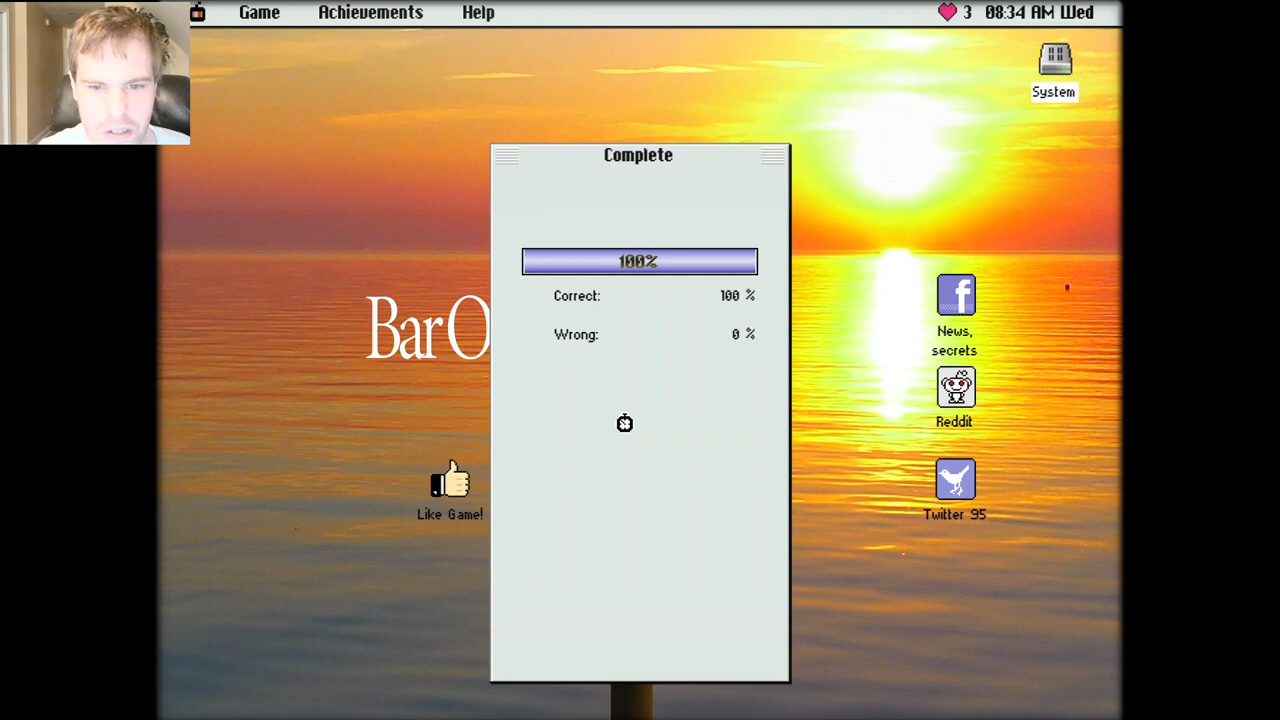 Game Achievements Help 3 08:34 AM Wed
System
Complete
100%
Correct: 100 %
Wrong: 0 %
BarO
News,
secrets
Reddit
Like Game!
Twitter 95